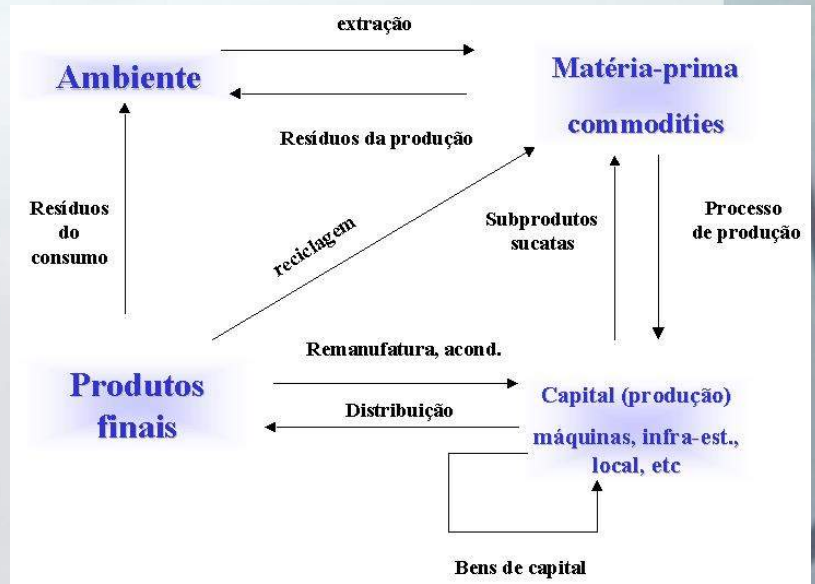 extração
Ambiente
Matéria-prima
commodities
Resíduos da produção
Resíduos
do
consumo
reciclagem
Subprodutos
sucatas
Processo
de produção
Remanufatura, acond.
Produtos
finais
Distribuição
Capital (produção)
máquinas, infra-est.,
local, etc
Bens de capital